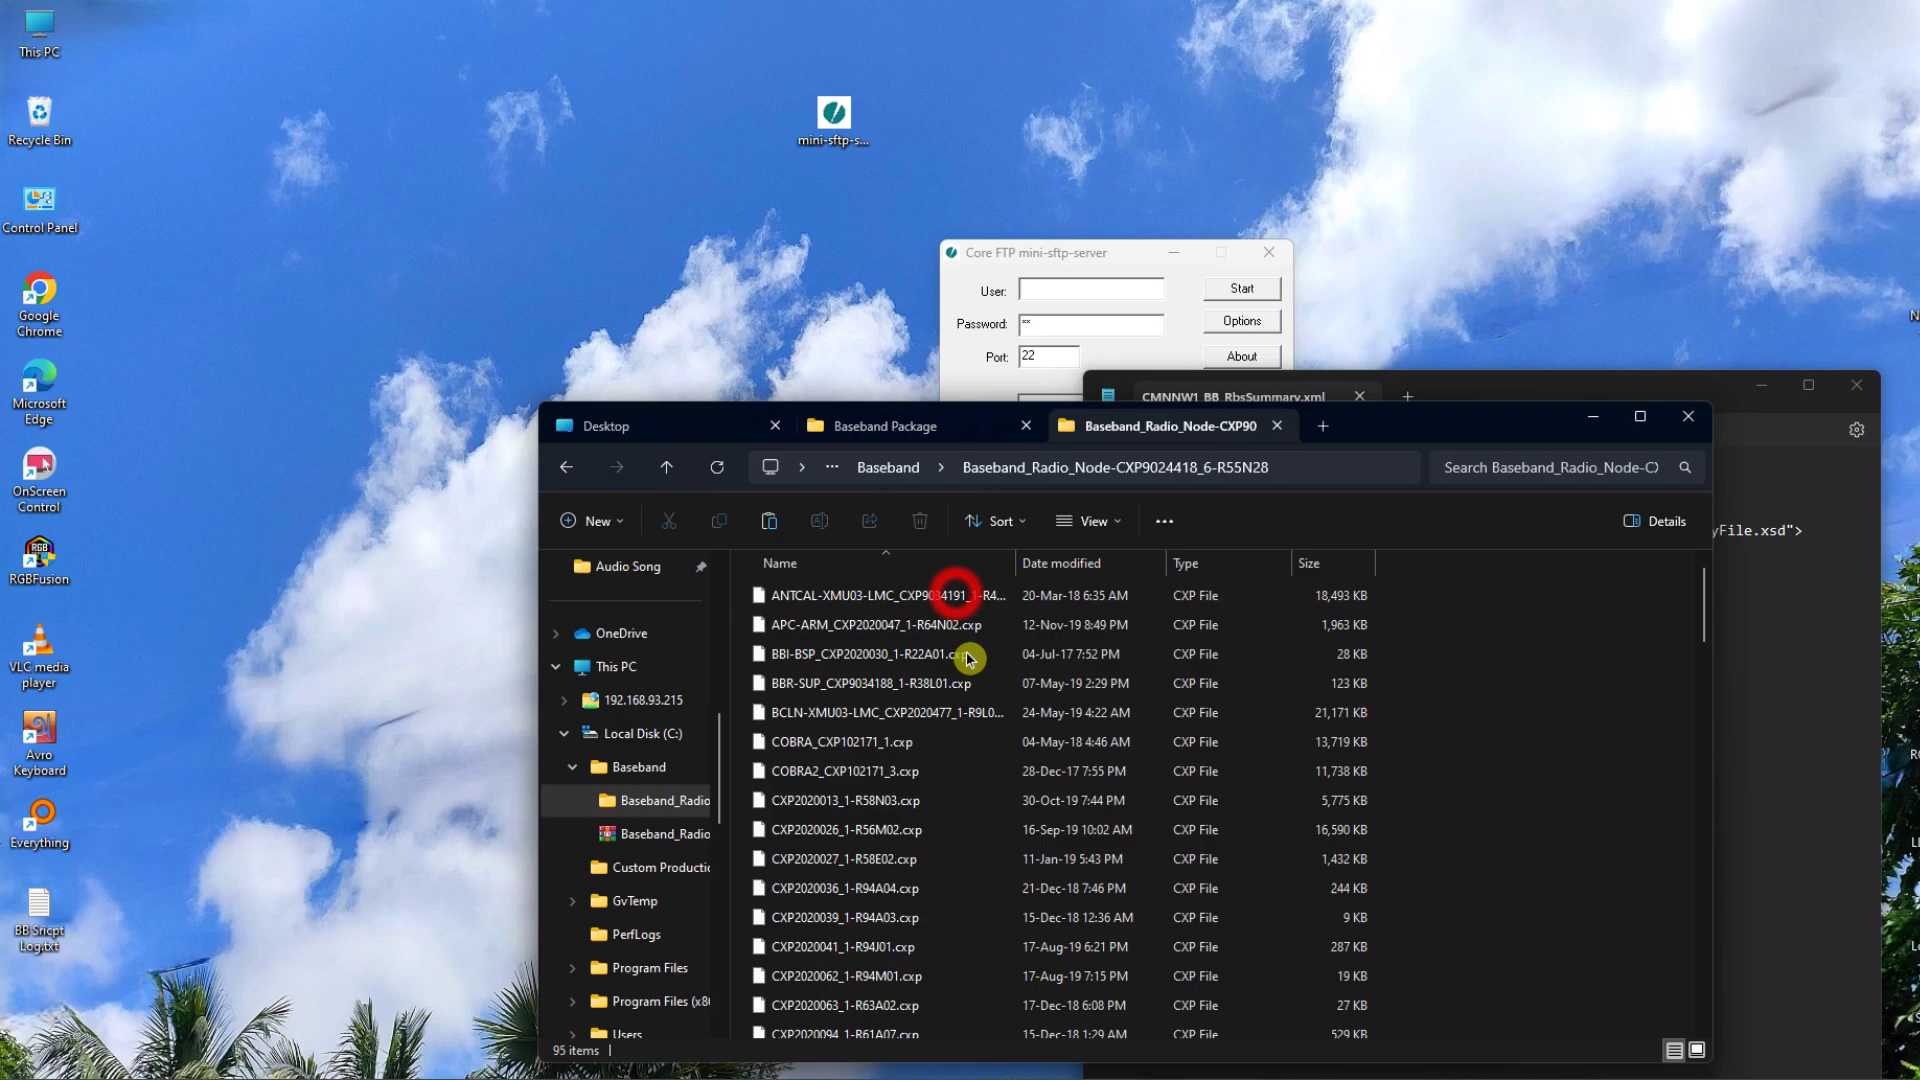 This PC
Recycle Bin
Control Panel
Google
Chrome
Microsoft
Edge
OnScreen
Control
RGB
RGBFusion
VLC media
player
Avro
Keyboard
Everything
BB Sricpt
Log.txt
mini-sftp-s...
Core FTP mini-sftp-server
User:
Start
Password: **
Options
Port: 22
About
CMNNW1_BB_RbsSummary.xml
yFile.xsd">
Desktop
Baseband Package
Baseband_Radio_Node-CXP90
Baseband > Baseband_Radio_Node-CXP9024418_6-R55N28
Search Baseband_Radio_Node-C
New
Sort
View
Details
Audio Song
OneDrive
This PC
192.168.93.215
Local Disk (C:)
Baseband
Baseband_Radio
Baseband_Radio
Custom Productio
GvTemp
PerfLogs
Program Files
Program Files (x8
Users
Name Date modified Type Size
ANTCAL-XMU03-LMC_CXP9034191_1-R4... 20-Mar-18 6:35 AM CXP File 18,493 KB
APC-ARM_CXP2020047_1-R64N02.cxp 12-Nov-19 8:49 PM CXP File 1,963 KB
BBI-BSP_CXP2020030_1-R22A01.cxp 04-Jul-17 7:52 PM CXP File 28 KB
BBR-SUP_CXP9034188_1-R38L01.cxp 07-May-19 2:29 PM CXP File 123 KB
BCLN-XMU03-LMC_CXP2020477_1-R9L0... 24-May-19 4:22 AM CXP File 21,171 KB
COBRA_CXP102171_1.cxp 04-May-18 4:46 AM CXP File 13,719 KB
COBRA2_CXP102171_3.cxp 28-Dec-17 7:55 PM CXP File 11,738 KB
CXP2020013_1-R58N03.cxp 30-Oct-19 7:44 PM CXP File 5,775 KB
CXP2020026_1-R56M02.cxp 16-Sep-19 10:02 AM CXP File 16,590 KB
CXP2020027_1-R58E02.cxp 11-Jan-19 5:43 PM CXP File 1,432 KB
CXP2020036_1-R94A04.cxp 21-Dec-18 7:46 PM CXP File 244 KB
CXP2020039_1-R94A03.cxp 15-Dec-18 12:36 AM CXP File 9 KB
CXP2020041_1-R94J01.cxp 17-Aug-19 6:21 PM CXP File 287 KB
CXP2020062_1-R94M01.cxp 17-Aug-19 7:15 PM CXP File 19 KB
CXP2020063_1-R63A02.cxp 17-Dec-18 6:08 PM CXP File 27 KB
CXP2020094_1-R61A07.cxp 15-Dec-18 1:29 AM CXP File 529 KB
95 items